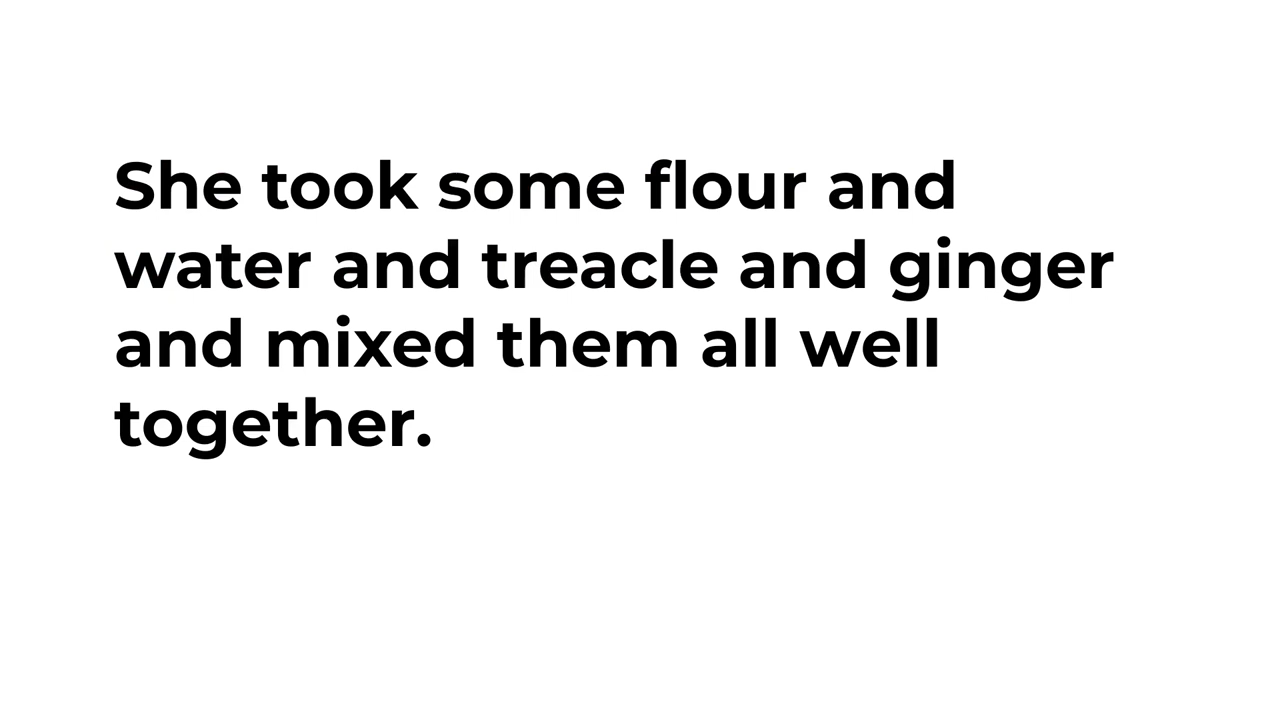 She took some flour and
water and treacle and ginger
and mixed them all well
together.